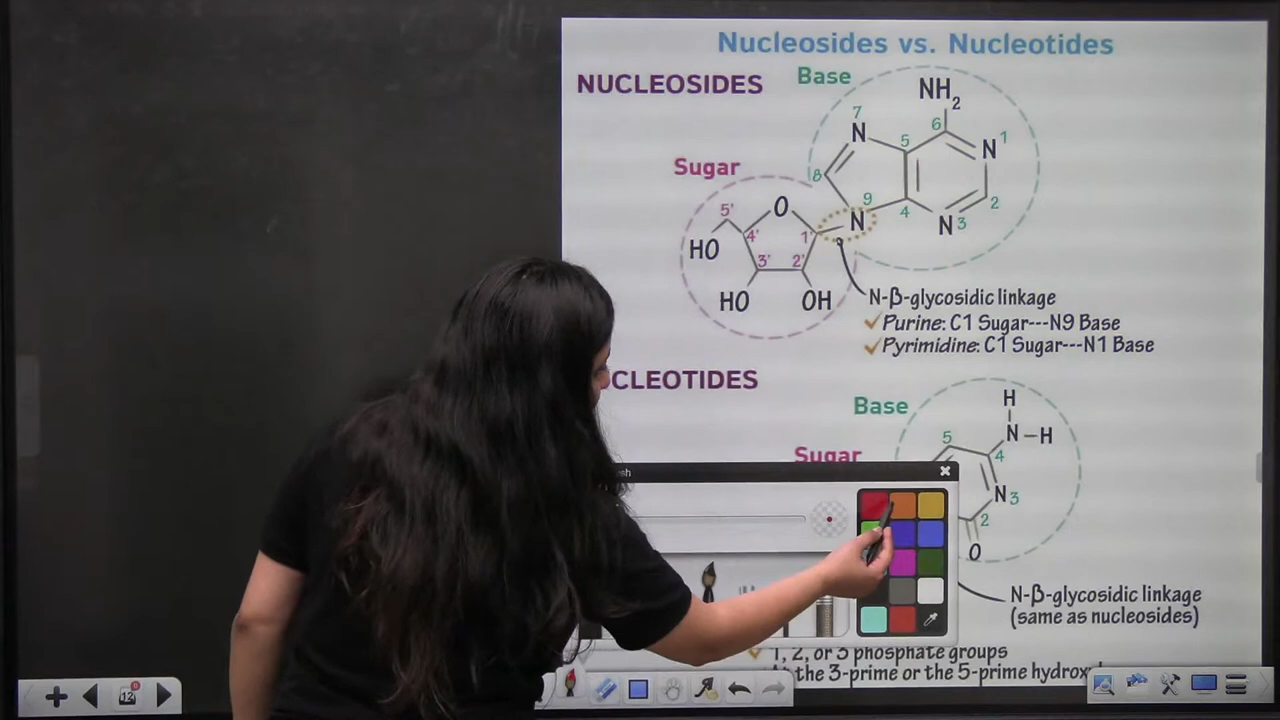 Nucleosides vs. Nucleotides
NUCLEOSIDES
Base
NH2
7
6
N
5
N 1
Sugar
8
9
5'
O
N
4
N 3
2
4'
1'
HO
3'
2'
HO
OH
N-β-glycosidic linkage
✓ Purine: C1 Sugar---N9 Base
✓ Pyrimidine: C1 Sugar---N1 Base
CLEOTIDES
Base
H
5
N-H
Sugar
4
N 3
2
O
N-β-glycosidic linkage
(same as nucleosides)
1, 2, or 3 phosphate groups
the 3-prime or the 5-prime
12